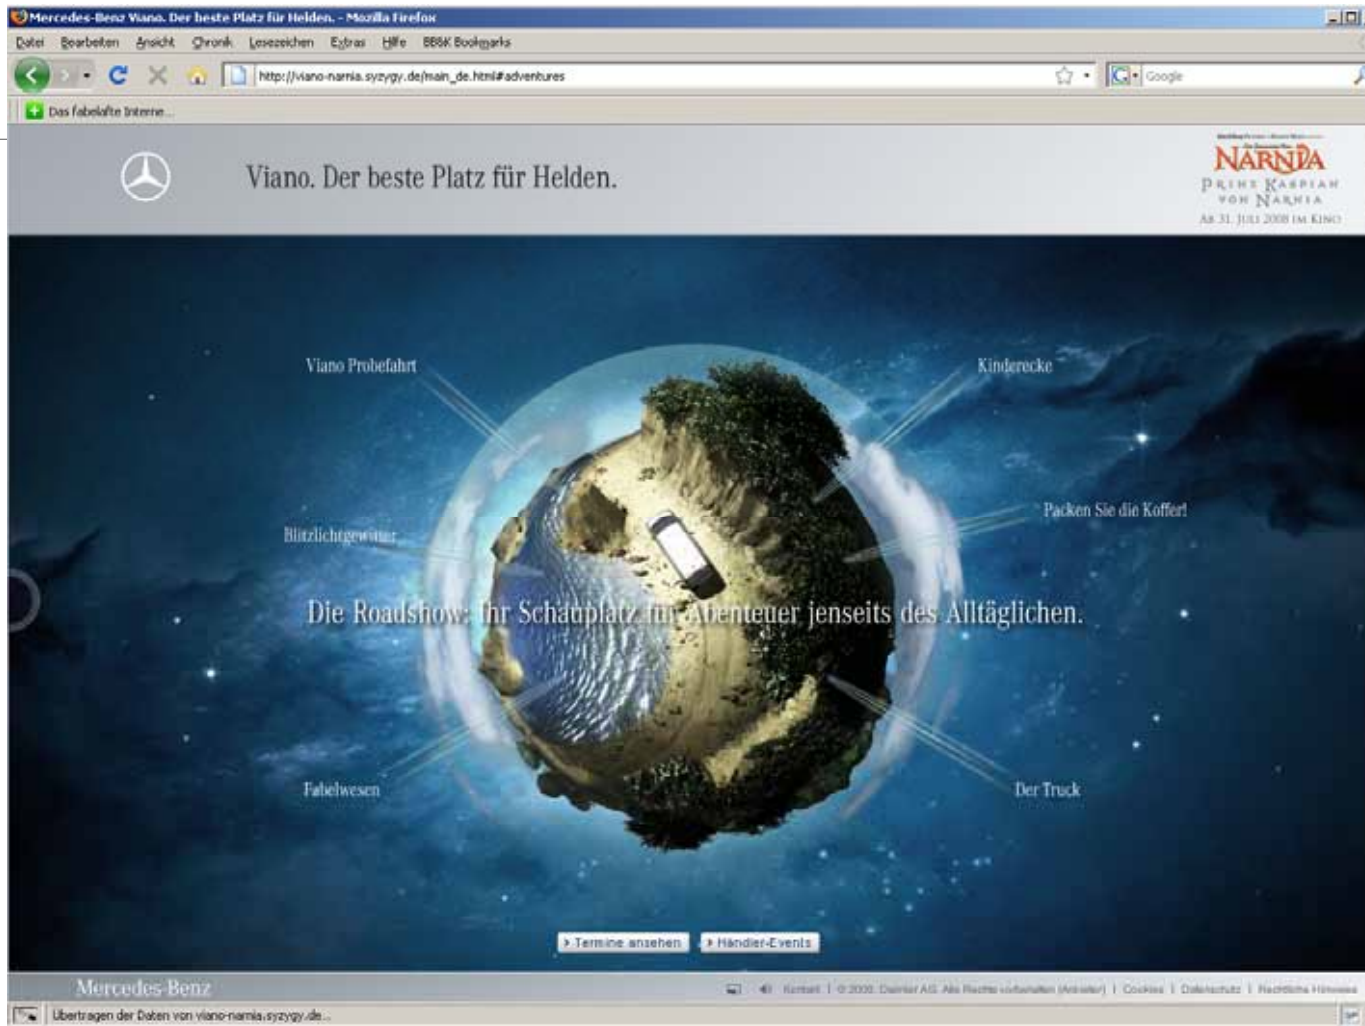 Mercedes-Benz Viano. Der beste Platz für Helden. - Mozilla Firefox
Datei Bearbeiten Ansicht Chronik Lesezeichen Extras Hilfe BB&K Bookmarks
http://viano-narnia.syzygy.de/main_de.html#adventures
Google
Das fabelafte Interne...
Viano. Der beste Platz für Helden.
NARNIA
PRINZ KASPIAN
VON NARNIA
AB 31. JULI 2008 IM KINO
Viano Probefahrt
Kinderecke
Packen Sie die Koffer!
Blitzlichtgewitter
Die Roadshow: Ihr Schauplatz für Abenteuer jenseits des Alltäglichen.
Fabelwesen
Der Truck
Termine ansehen
Händler-Events
Mercedes-Benz
Kontakt | © 2008. Daimler AG. Alle Rechte vorbehalten (Anbieter) | Cookies | Datenschutz | Rechtliche Hinweise
Übertragen der Daten von viano-narnia.syzygy.de...